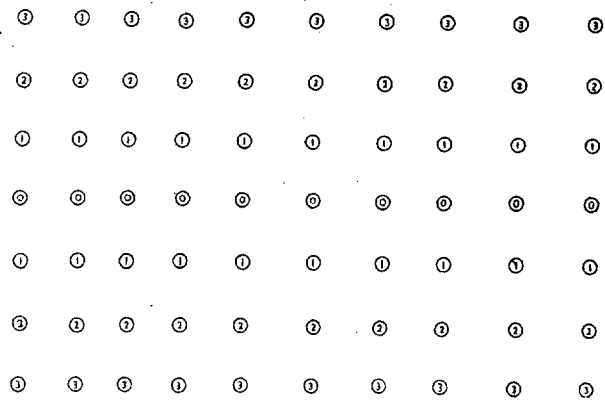 ③ ③ ③ ③ ③ ③ ③ ③ ③ ③
② ② ② ② ② ② ② ② ② ②
① ① ① ① ① ① ① ① ① ①
⓪ ⓪ ⓪ ⓪ ⓪ ⓪ ⓪ ⓪ ⓪ ⓪
① ① ① ① ① ① ① ① ① ①
② ② ② ② ② ② ② ② ② ②
③ ③ ③ ③ ③ ③ ③ ③ ③ ③